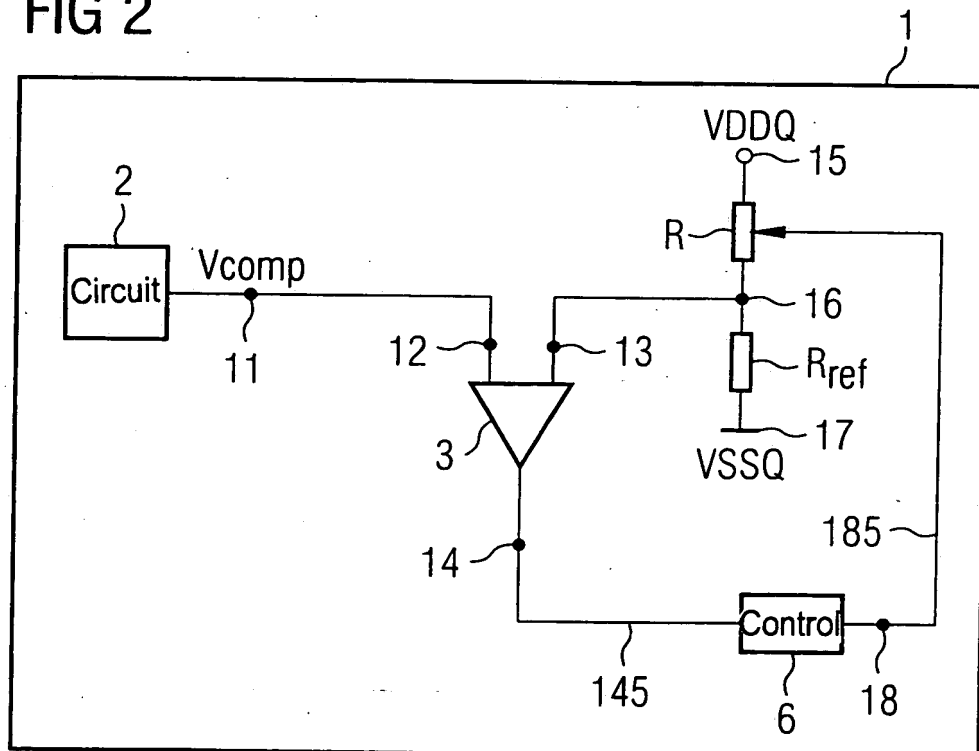 FIG 2
1
VDDQ
15
2
R
Circuit
Vcomp
16
11
12
13
Rref
3
17
VSSQ
185
14
Control
145
6
18